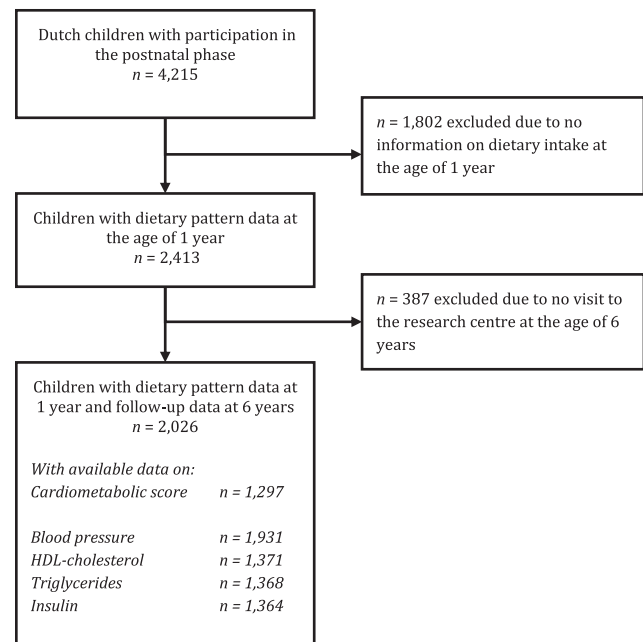 Dutch children with participation in
the postnatal phase
n = 4,215
n = 1,802 excluded due to no
information on dietary intake at
the age of 1 year
Children with dietary pattern data at
the age of 1 year
n = 2,413
n = 387 excluded due to no visit to
the research centre at the age of 6
years
Children with dietary pattern data at
1 year and follow-up data at 6 years
n = 2,026
With available data on:
Cardiometabolic score n = 1,297
Blood pressure n = 1,931
HDL-cholesterol n = 1,371
Triglycerides n = 1,368
Insulin n = 1,364